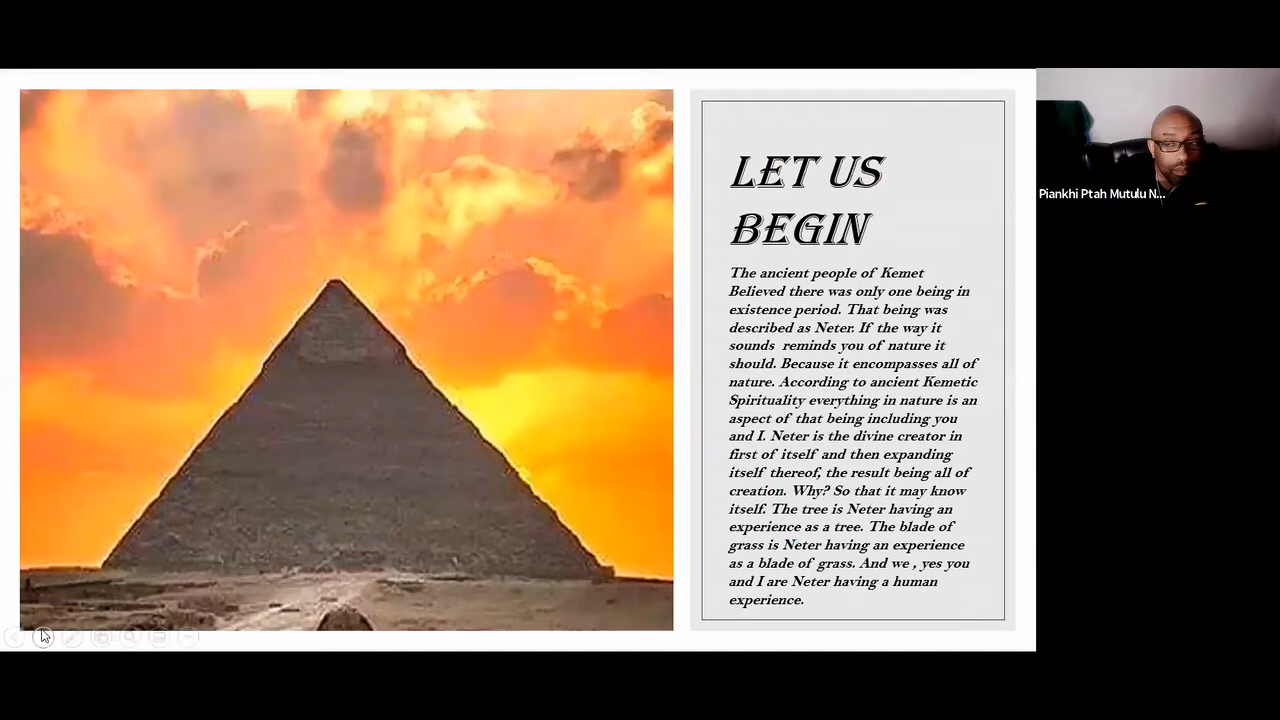 LET US
BEGIN
The ancient people of Kemet
Believed there was only one being in
existence period. That being was
described as Neter. If the way it
sounds reminds you of nature it
should. Because it encompasses all of
nature. According to ancient Kemetic
Spirituality everything in nature is an
aspect of that being including you
and I. Neter is the divine creator in
first of itself and then expanding
itself thereof, the result being all of
creation. Why? So that it may know
itself. The tree is Neter having an
experience as a tree. The blade of
grass is Neter having an experience
as a blade of grass. And we , yes you
and I are Neter having a human
experience.
Piankhi Ptah Mutulu N...